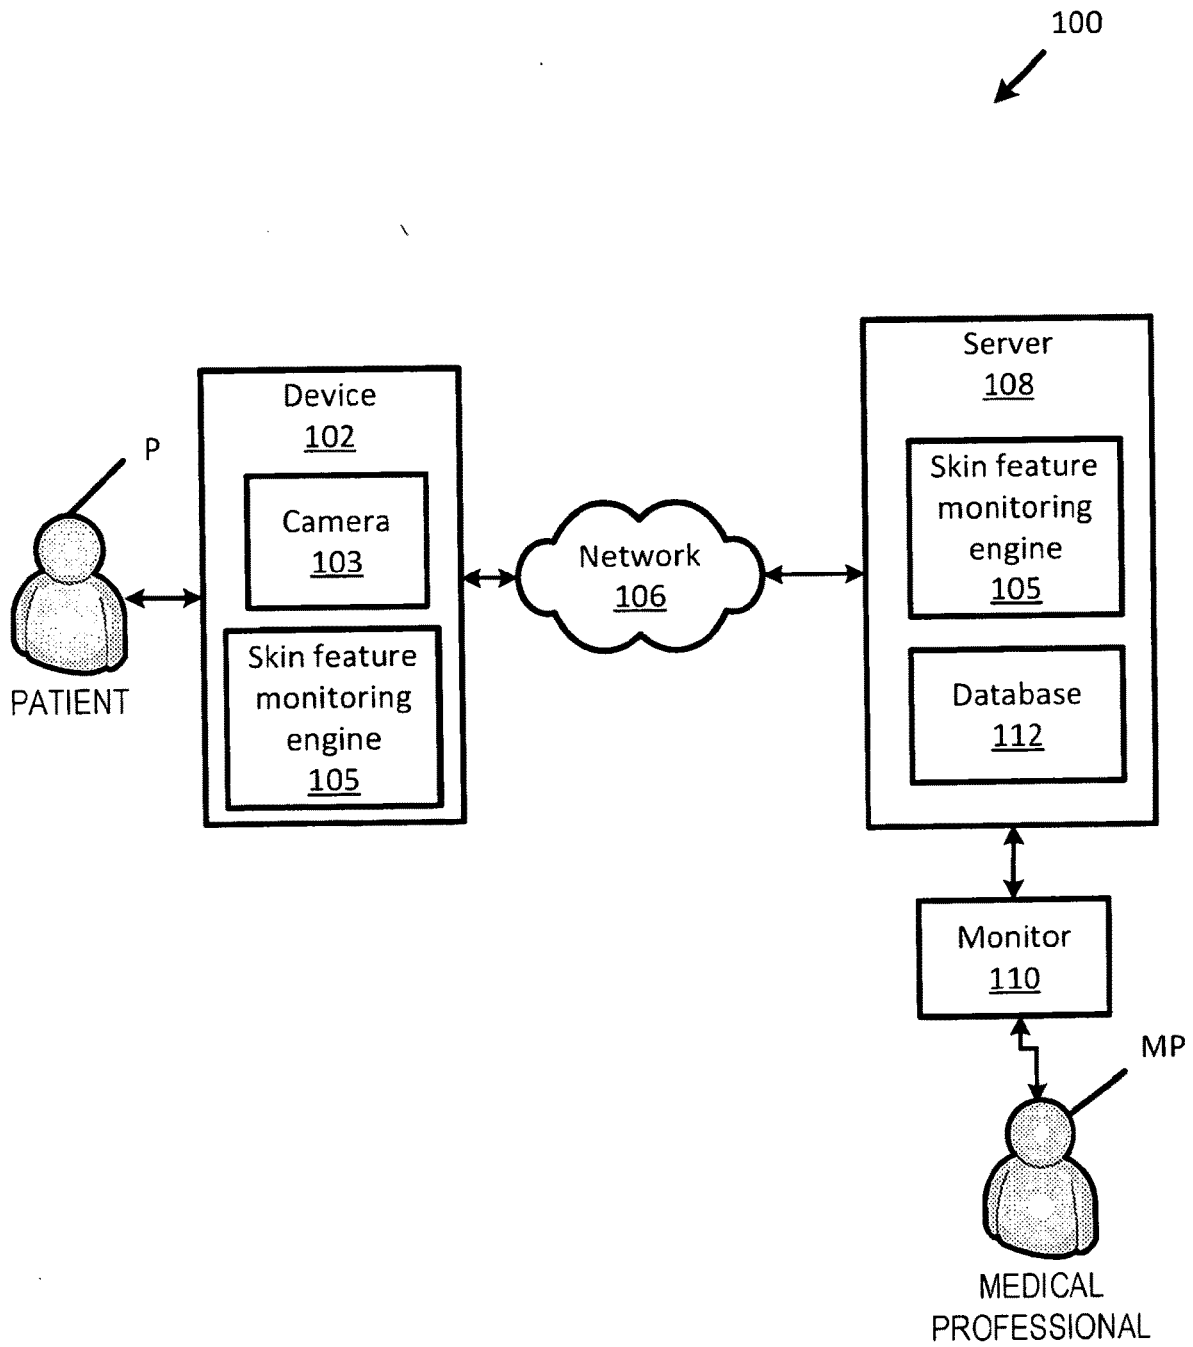 100
Server
108
Device
102
P
Skin feature
monitoring
engine
105
Camera
103
Network
106
Skin feature
monitoring
engine
105
Database
112
PATIENT
Monitor
110
MP
MEDICAL
PROFESSIONAL